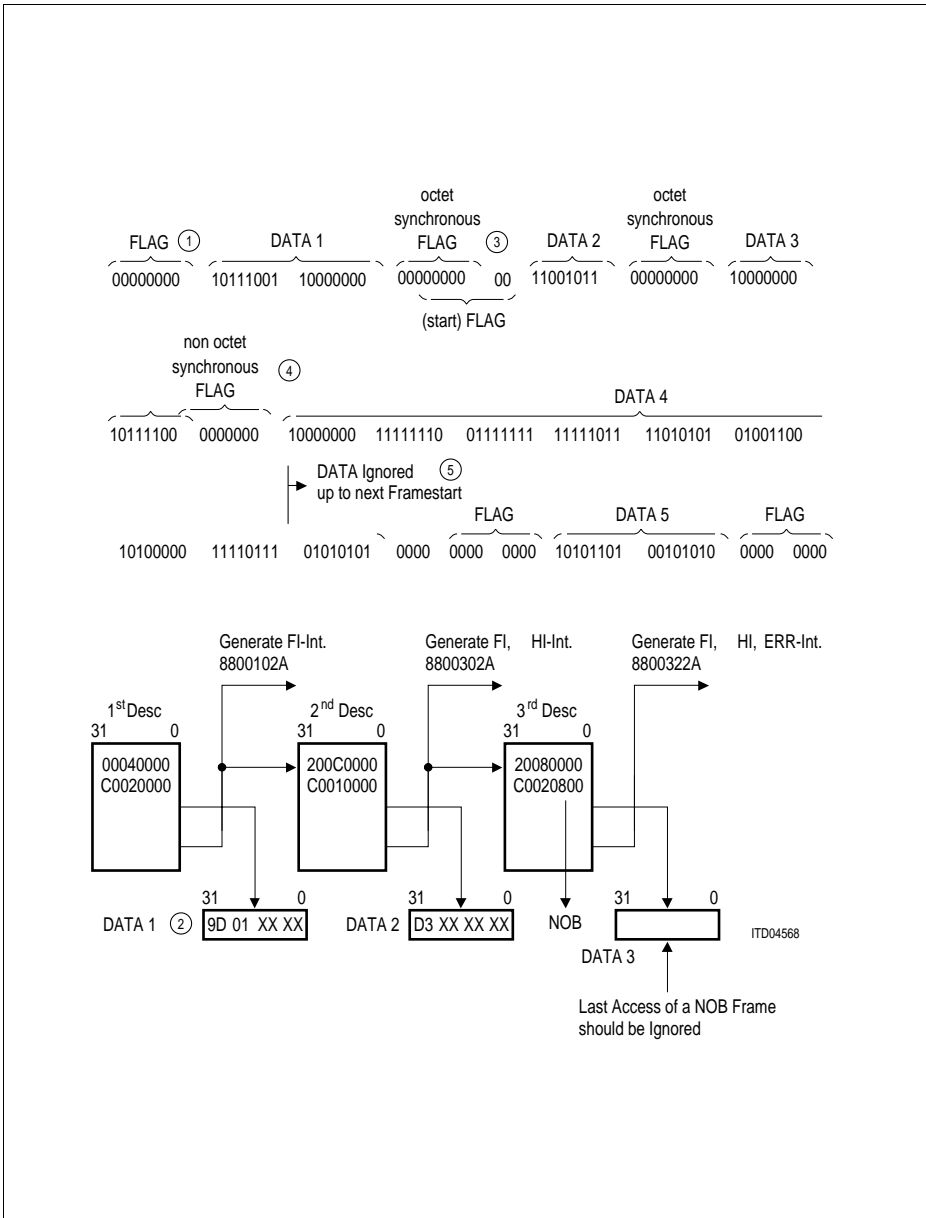 octet octet
synchronous synchronous
FLAG 1 DATA 1 FLAG 3 DATA 2 FLAG DATA 3
00000000 10111001 10000000 00000000 00 11001011 00000000 10000000
(start) FLAG
non octet
synchronous 4
FLAG DATA 4
10111100 0000000 10000000 11111110 01111111 11111011 11010101 01001100
DATA Ignored 5
up to next Framestart
FLAG DATA 5 FLAG
10100000 11110111 01010101 0000 0000 0000 10101101 00101010 0000 0000
Generate FI-Int. Generate FI, HI-Int. Generate FI, HI, ERR-Int.
8800102A 8800302A 8800322A
1st Desc 2nd Desc 3rd Desc
31 0 31 0 31 0
00040000 200C0000 20080000
C0020000 C0010000 C0020800
31 0 31 0 31 0
DATA 1 2 9D 01 XX XX DATA 2 D3 XX XX XX NOB ITD04568
DATA 3
Last Access of a NOB Frame
should be Ignored